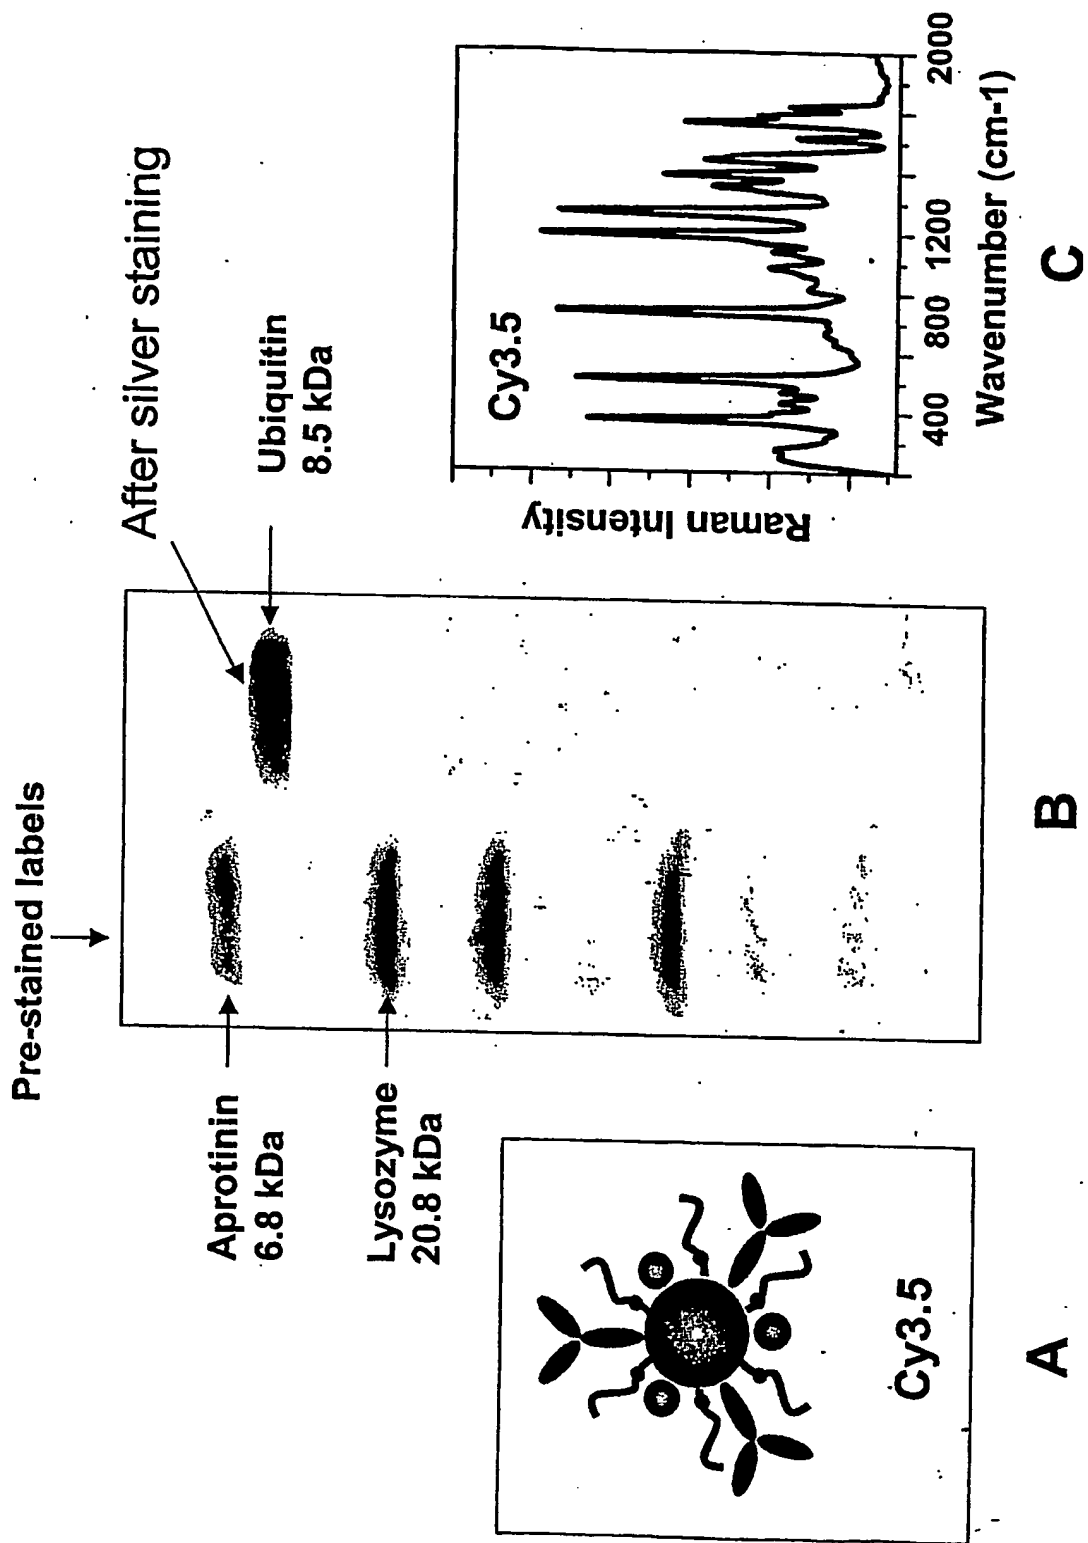 Pre-stained labels
After silver staining
Aprotinin
6.8 kDa
Lysozyme
20.8 kDa
Ubiquitin
8.5 kDa
Cy3.5
A
B
Cy3.5
Raman Intensity
400
800
1200
2000
Wavenumber (cm-1)
C